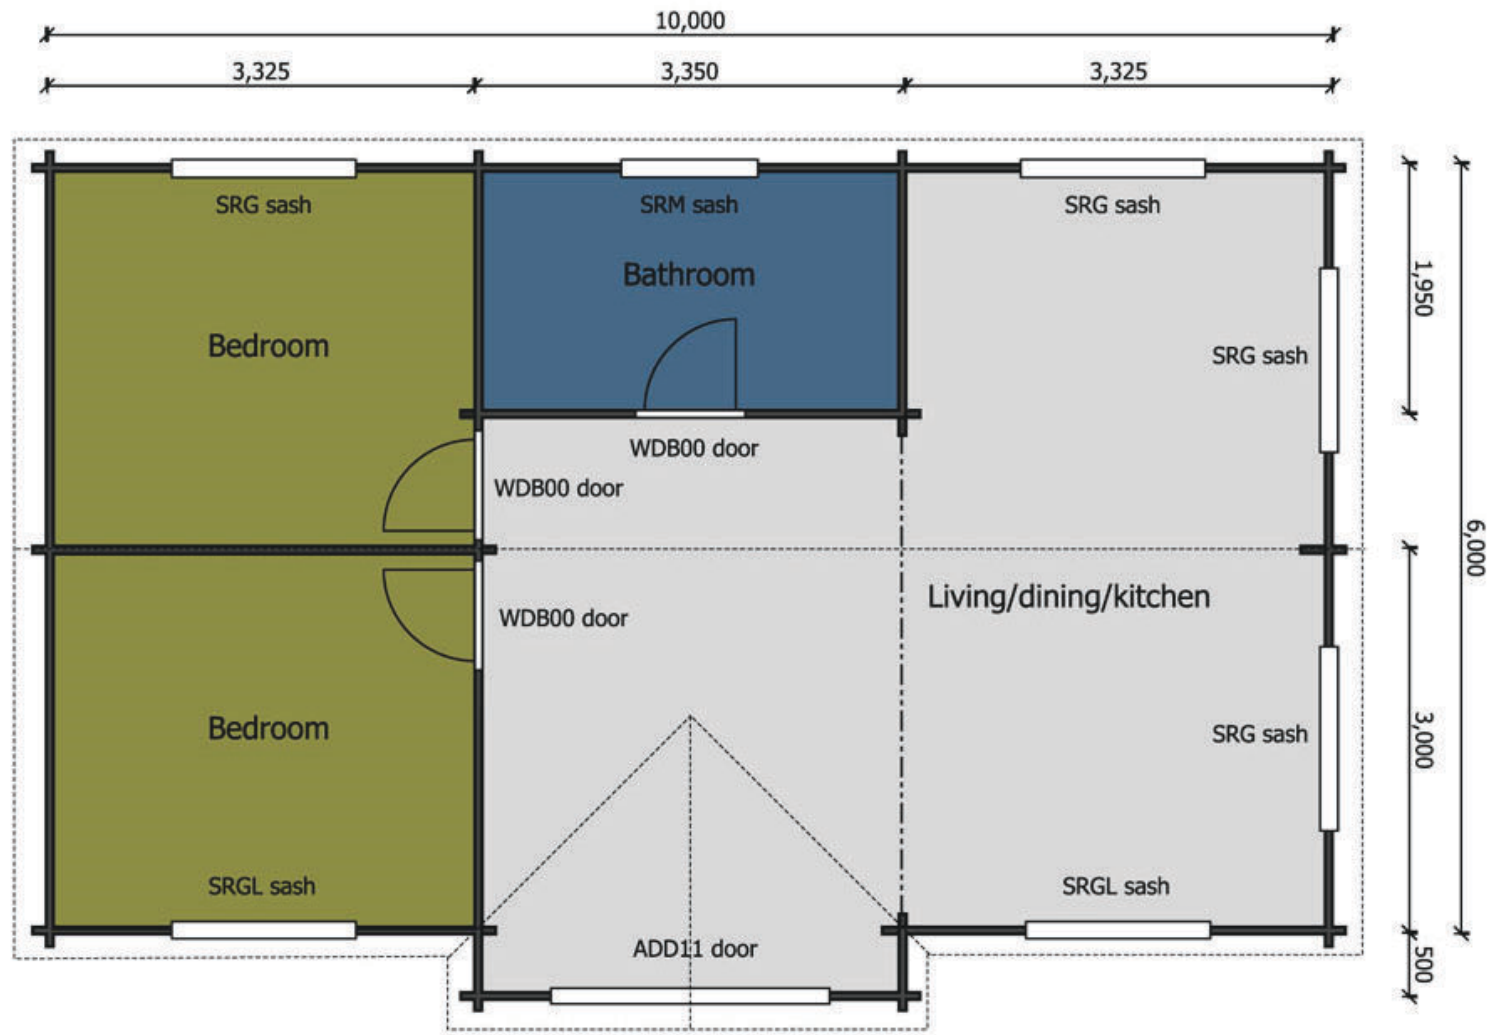 10,000
3,325
3,350
3,325
SRG sash
SRM sash
SRG sash
Bathroom
1,950
Bedroom
SRG sash
WDB00 door
WDB00 door
6,000
Living/dining/kitchen
WDB00 door
Bedroom
SRG sash
3,000
SRGL sash
SRGL sash
ADD11 door
500